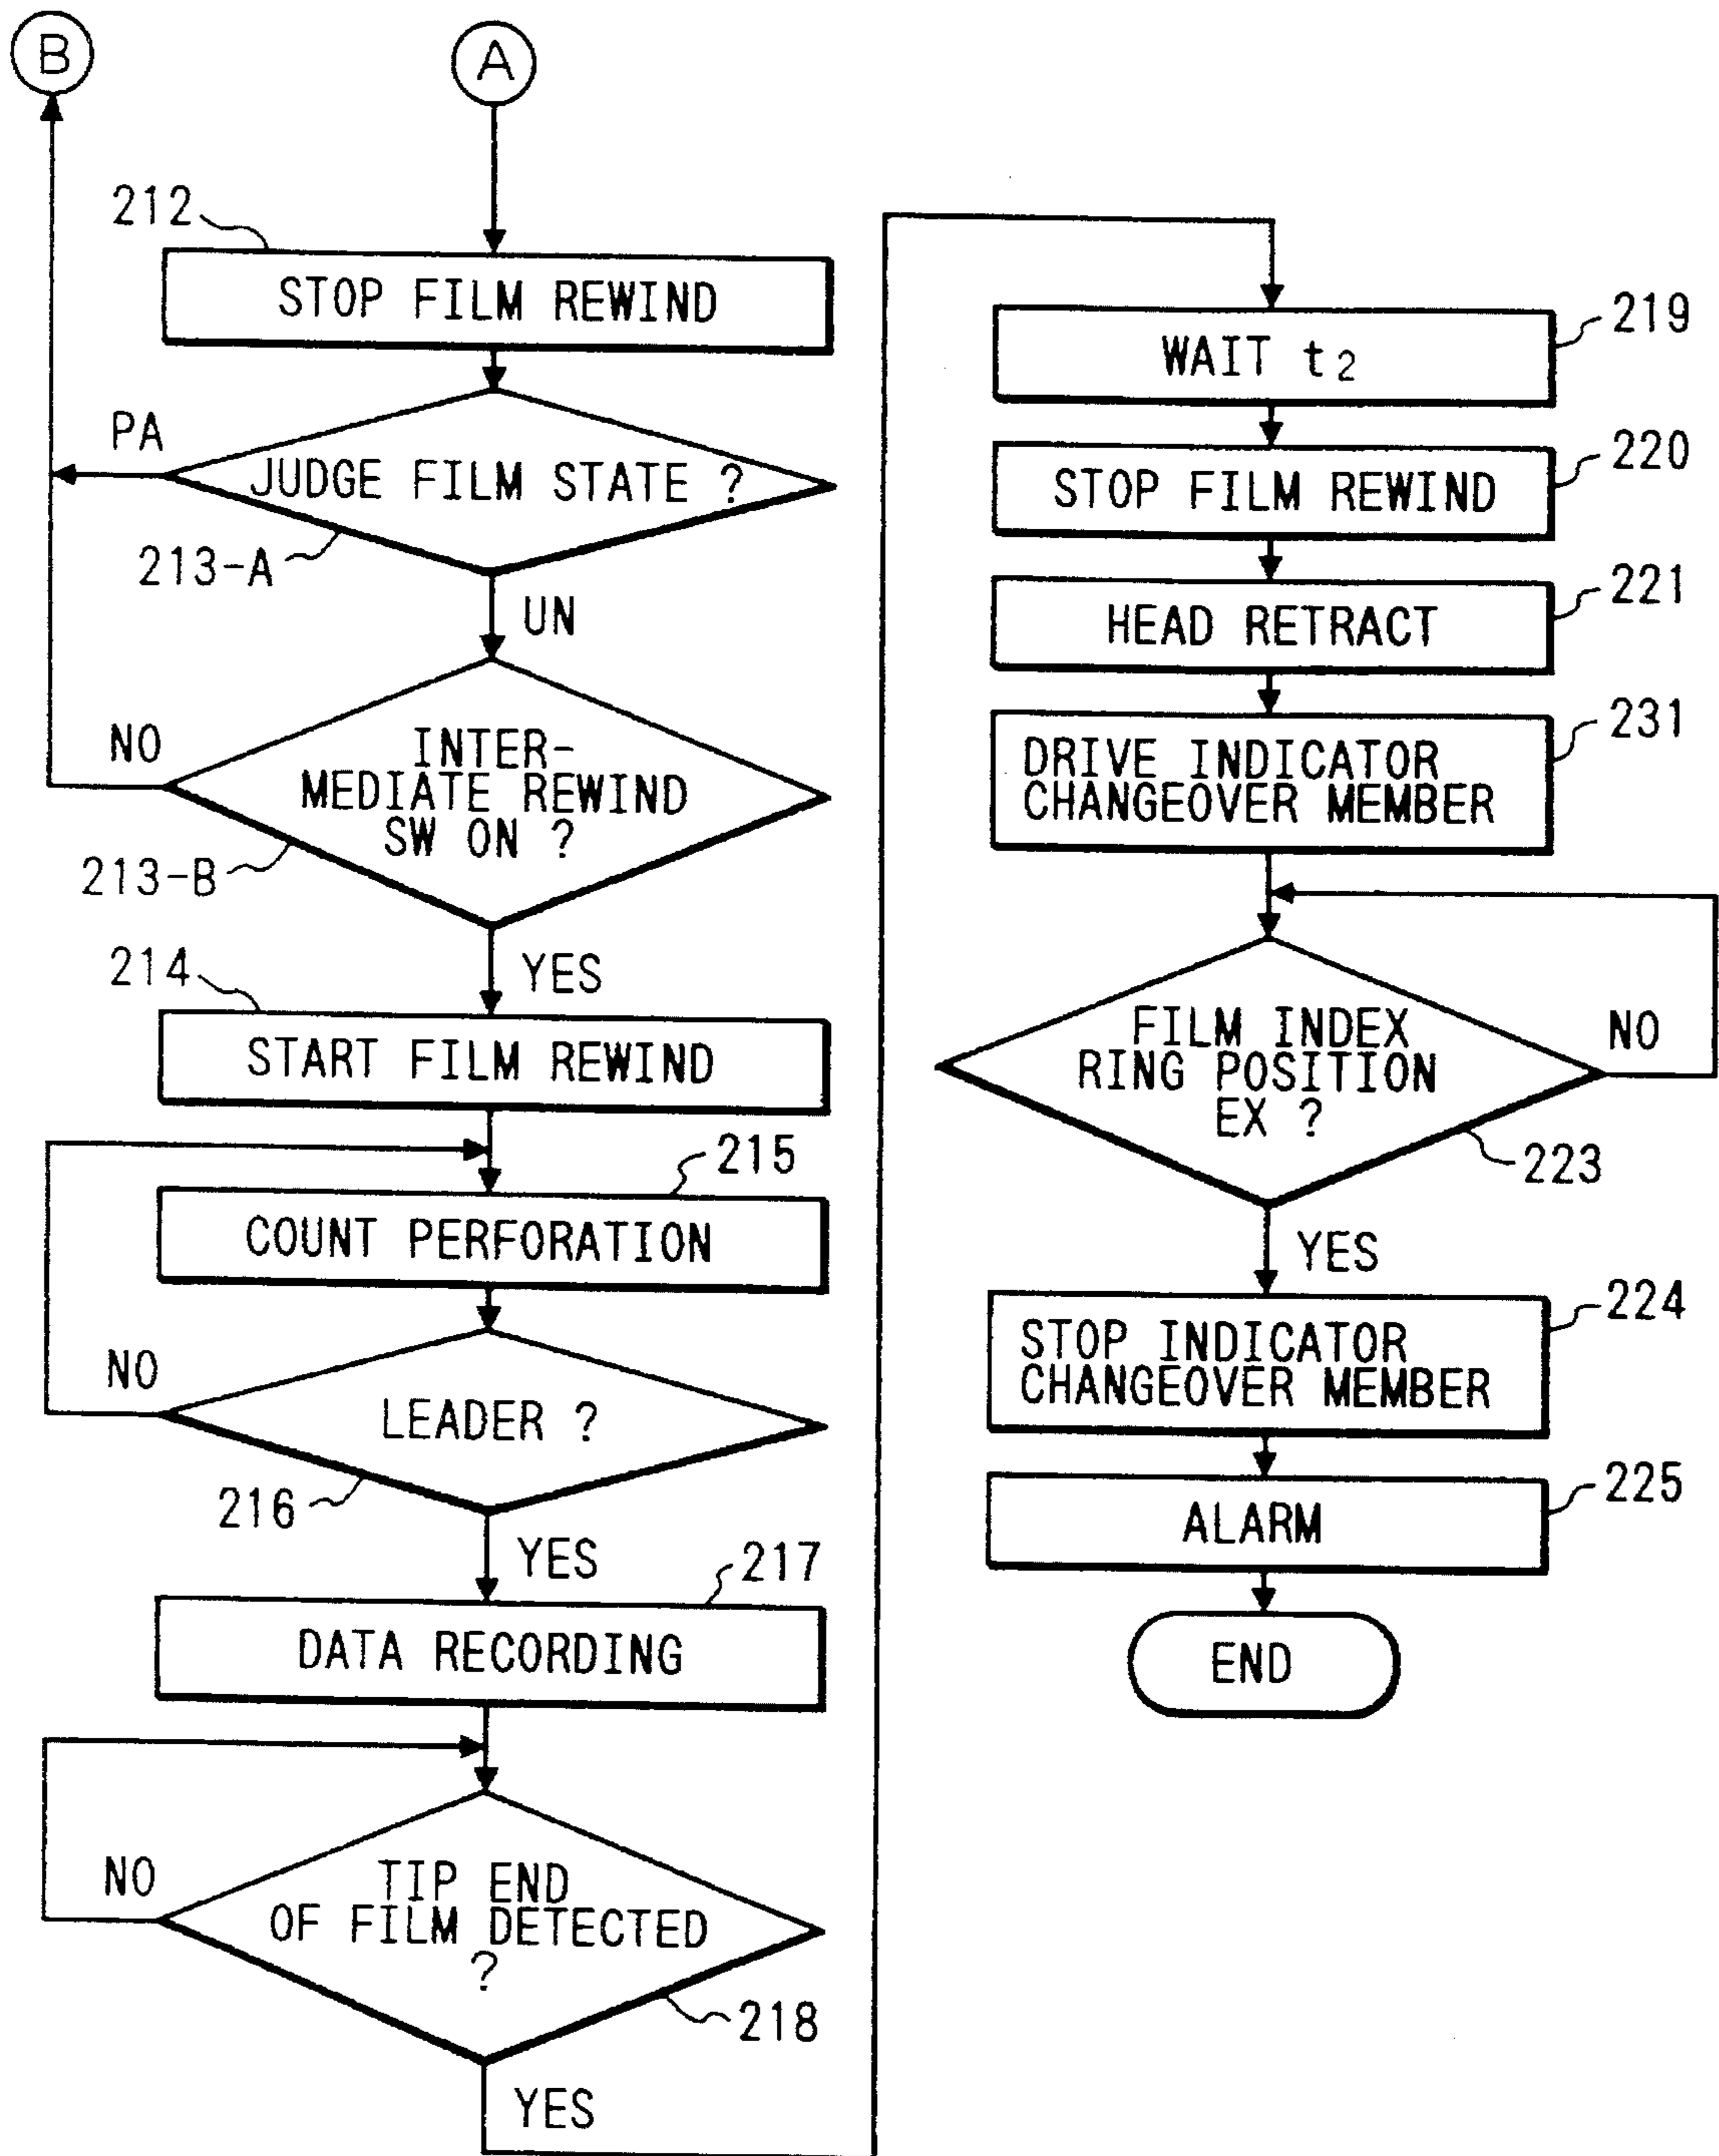 B
A
212
STOP FILM REWIND
PA
JUDGE FILM STATE ?
213-A
UN
NO
INTER-
MEDIATE REWIND
SW ON ?
213-B
YES
214
START FILM REWIND
215
COUNT PERFORATION
NO
LEADER ?
216
YES
217
DATA RECORDING
NO
TIP END
OF FILM DETECTED
?
218
YES
219
WAIT t2
220
STOP FILM REWIND
221
HEAD RETRACT
231
DRIVE INDICATOR
CHANGEOVER MEMBER
FILM INDEX
RING POSITION
EX ?
NO
223
YES
224
STOP INDICATOR
CHANGEOVER MEMBER
225
ALARM
END